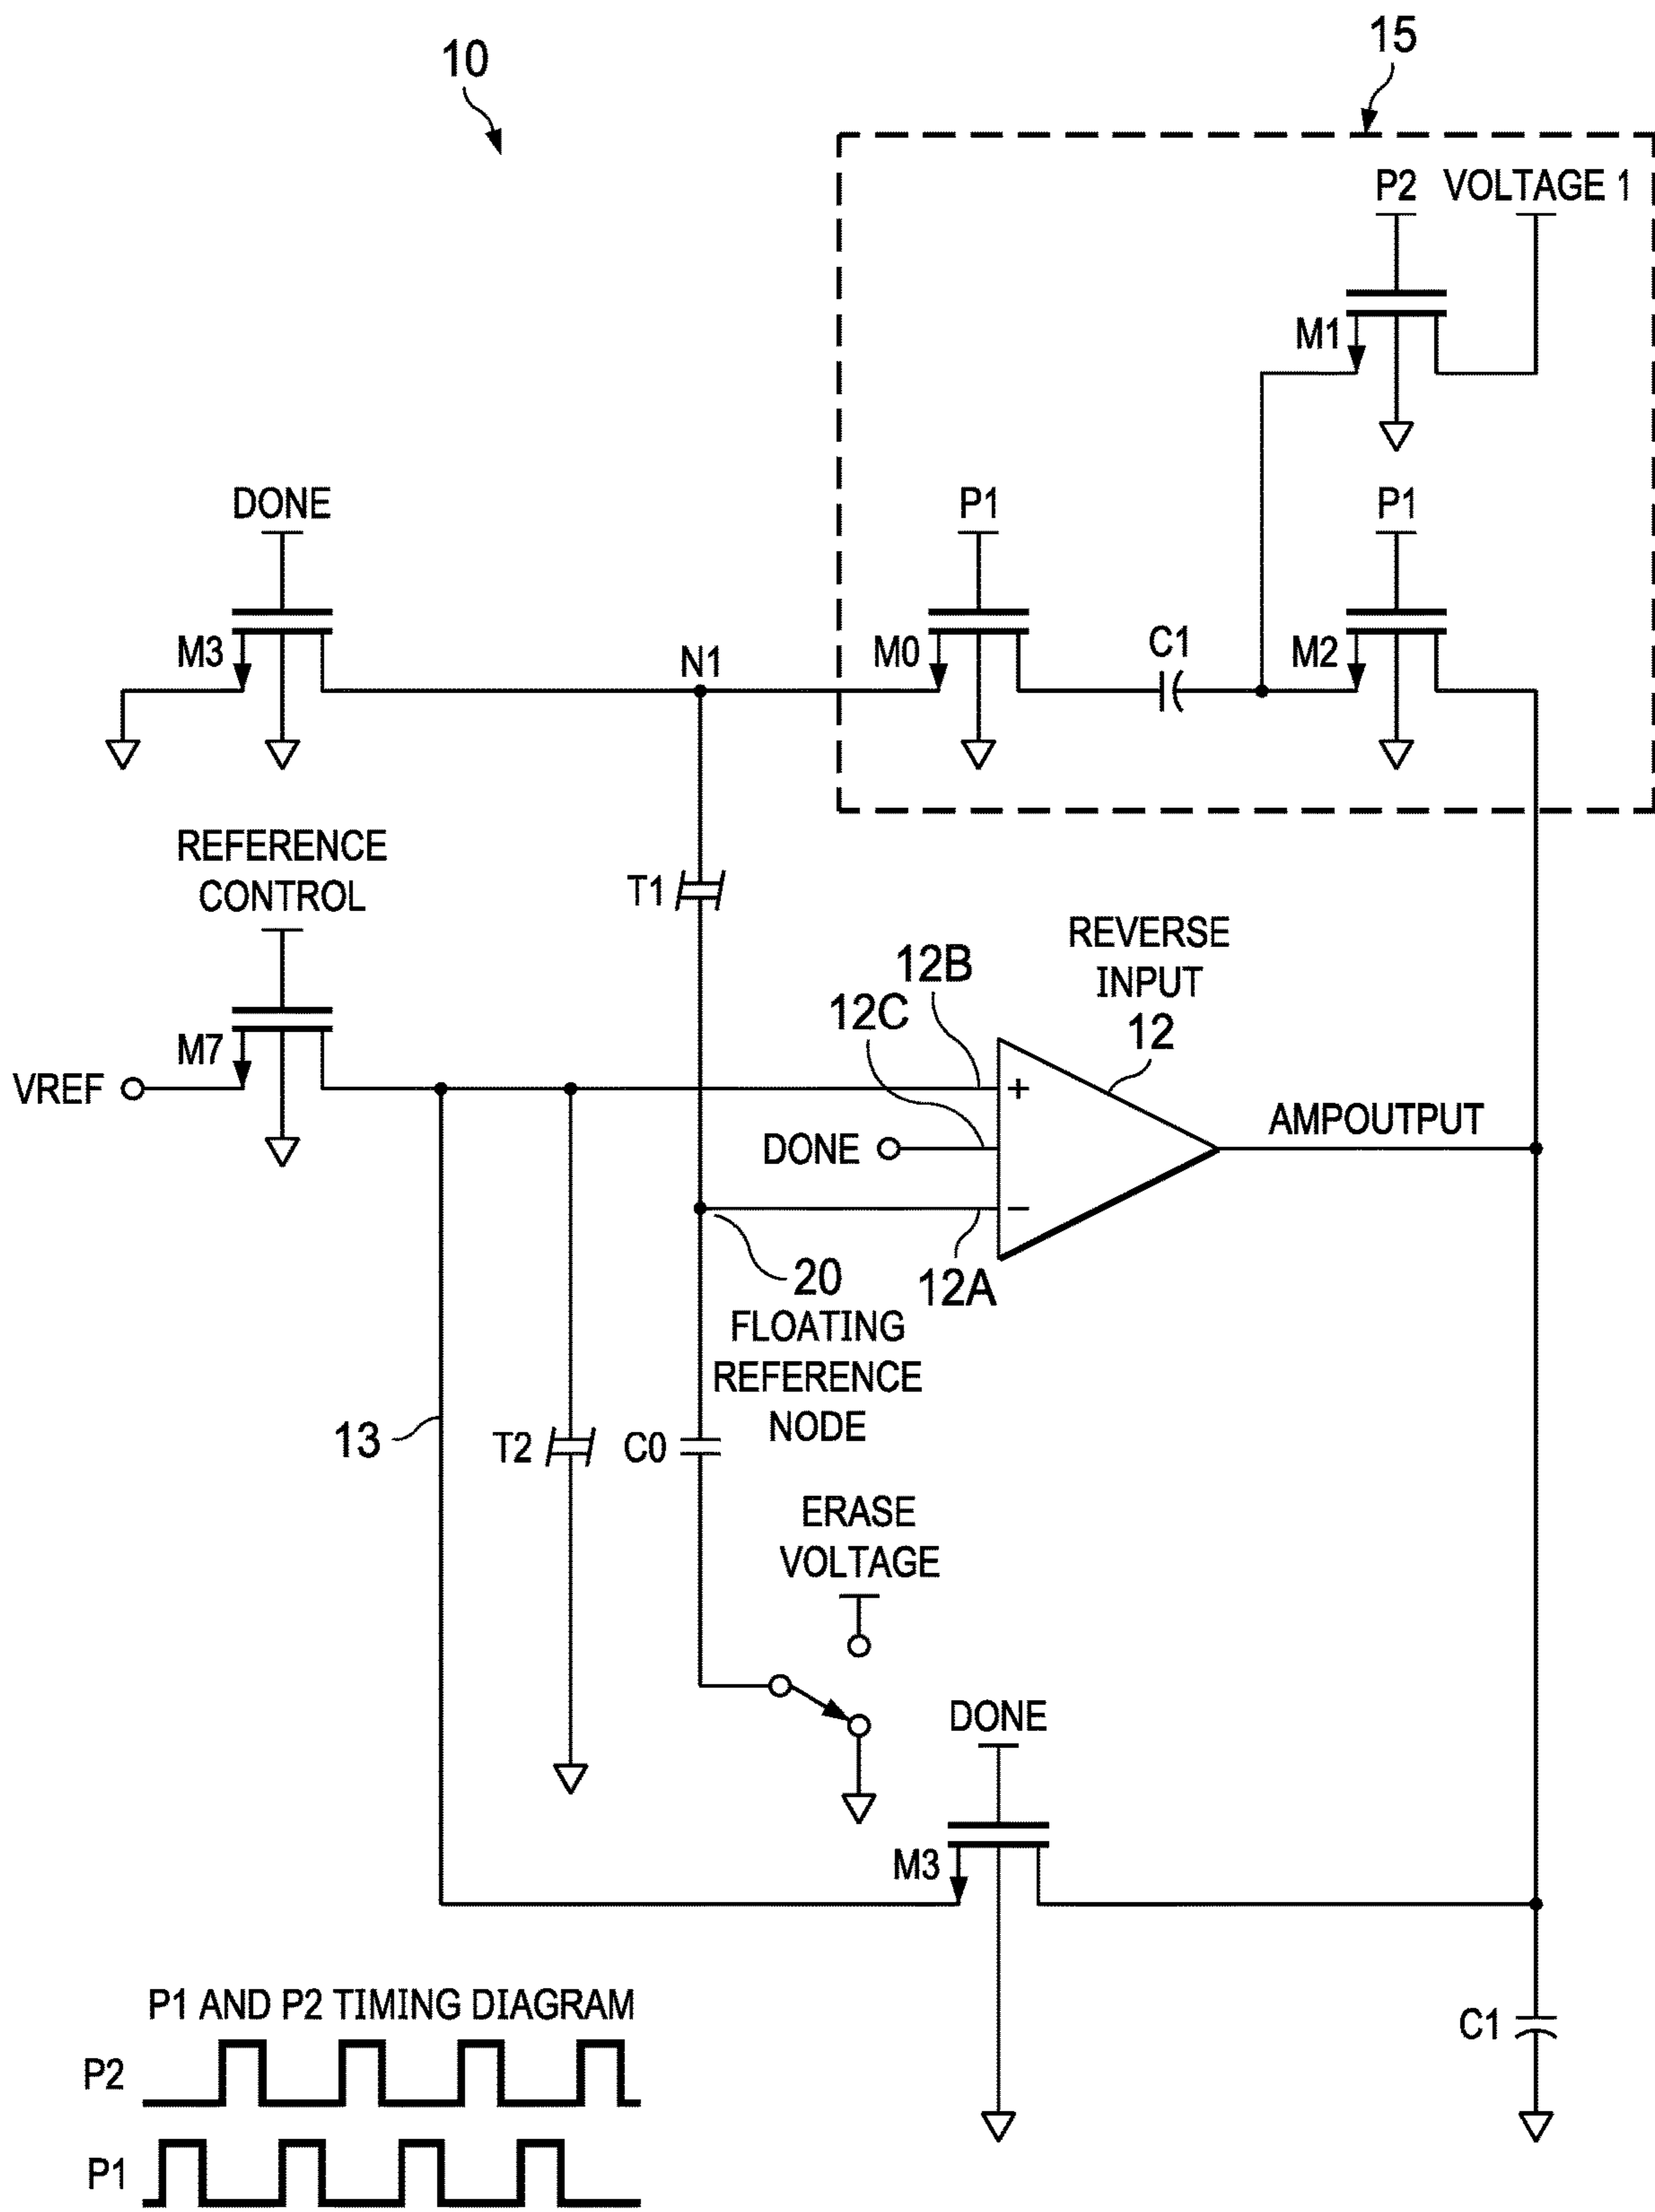 10
15
P2 VOLTAGE 1
M1
DONE
P1
P1
M3
N1
M0
C1
M2
REFERENCE
CONTROL
T1
REVERSE
INPUT
12
12B
12C
M7
VREF
+
DONE
AMPOUTPUT
−
20
12A
FLOATING
REFERENCE
NODE
13
T2
C0
ERASE
VOLTAGE
DONE
M3
P1 AND P2 TIMING DIAGRAM
C1
P2
P1